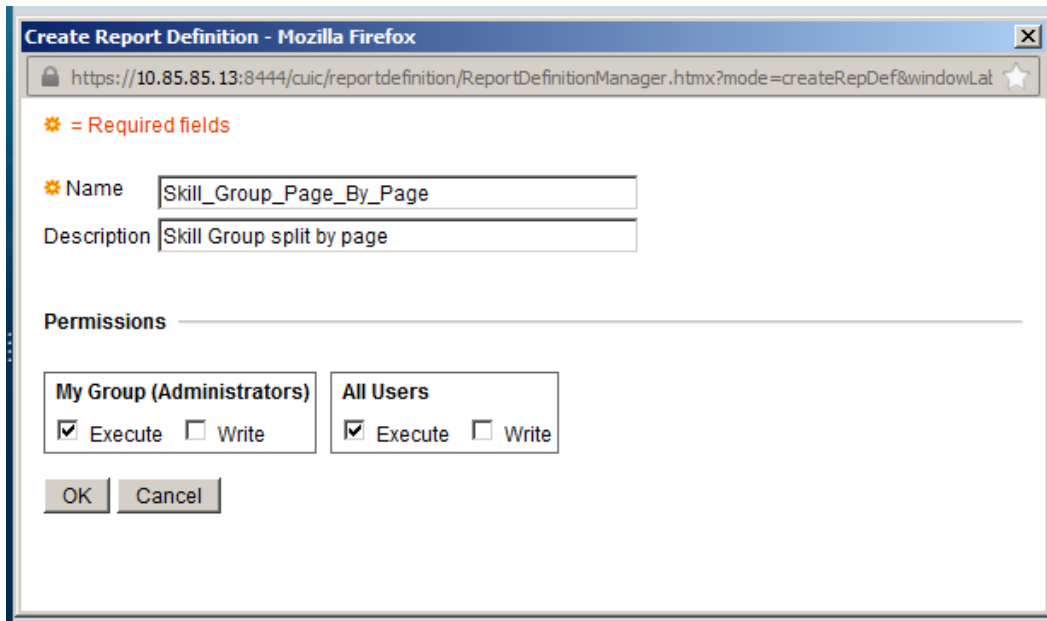 Create Report Definition - Mozilla Firefox
https://10.85.85.13:8444/cuic/reportdefinition/ReportDefinitionManager.htmx?mode=createRepDef&windowLat
= Required fields
Name Skill_Group_Page_By_Page
Description Skill Group split by page
Permissions
My Group (Administrators) All Users
Execute Write Execute Write
OK Cancel